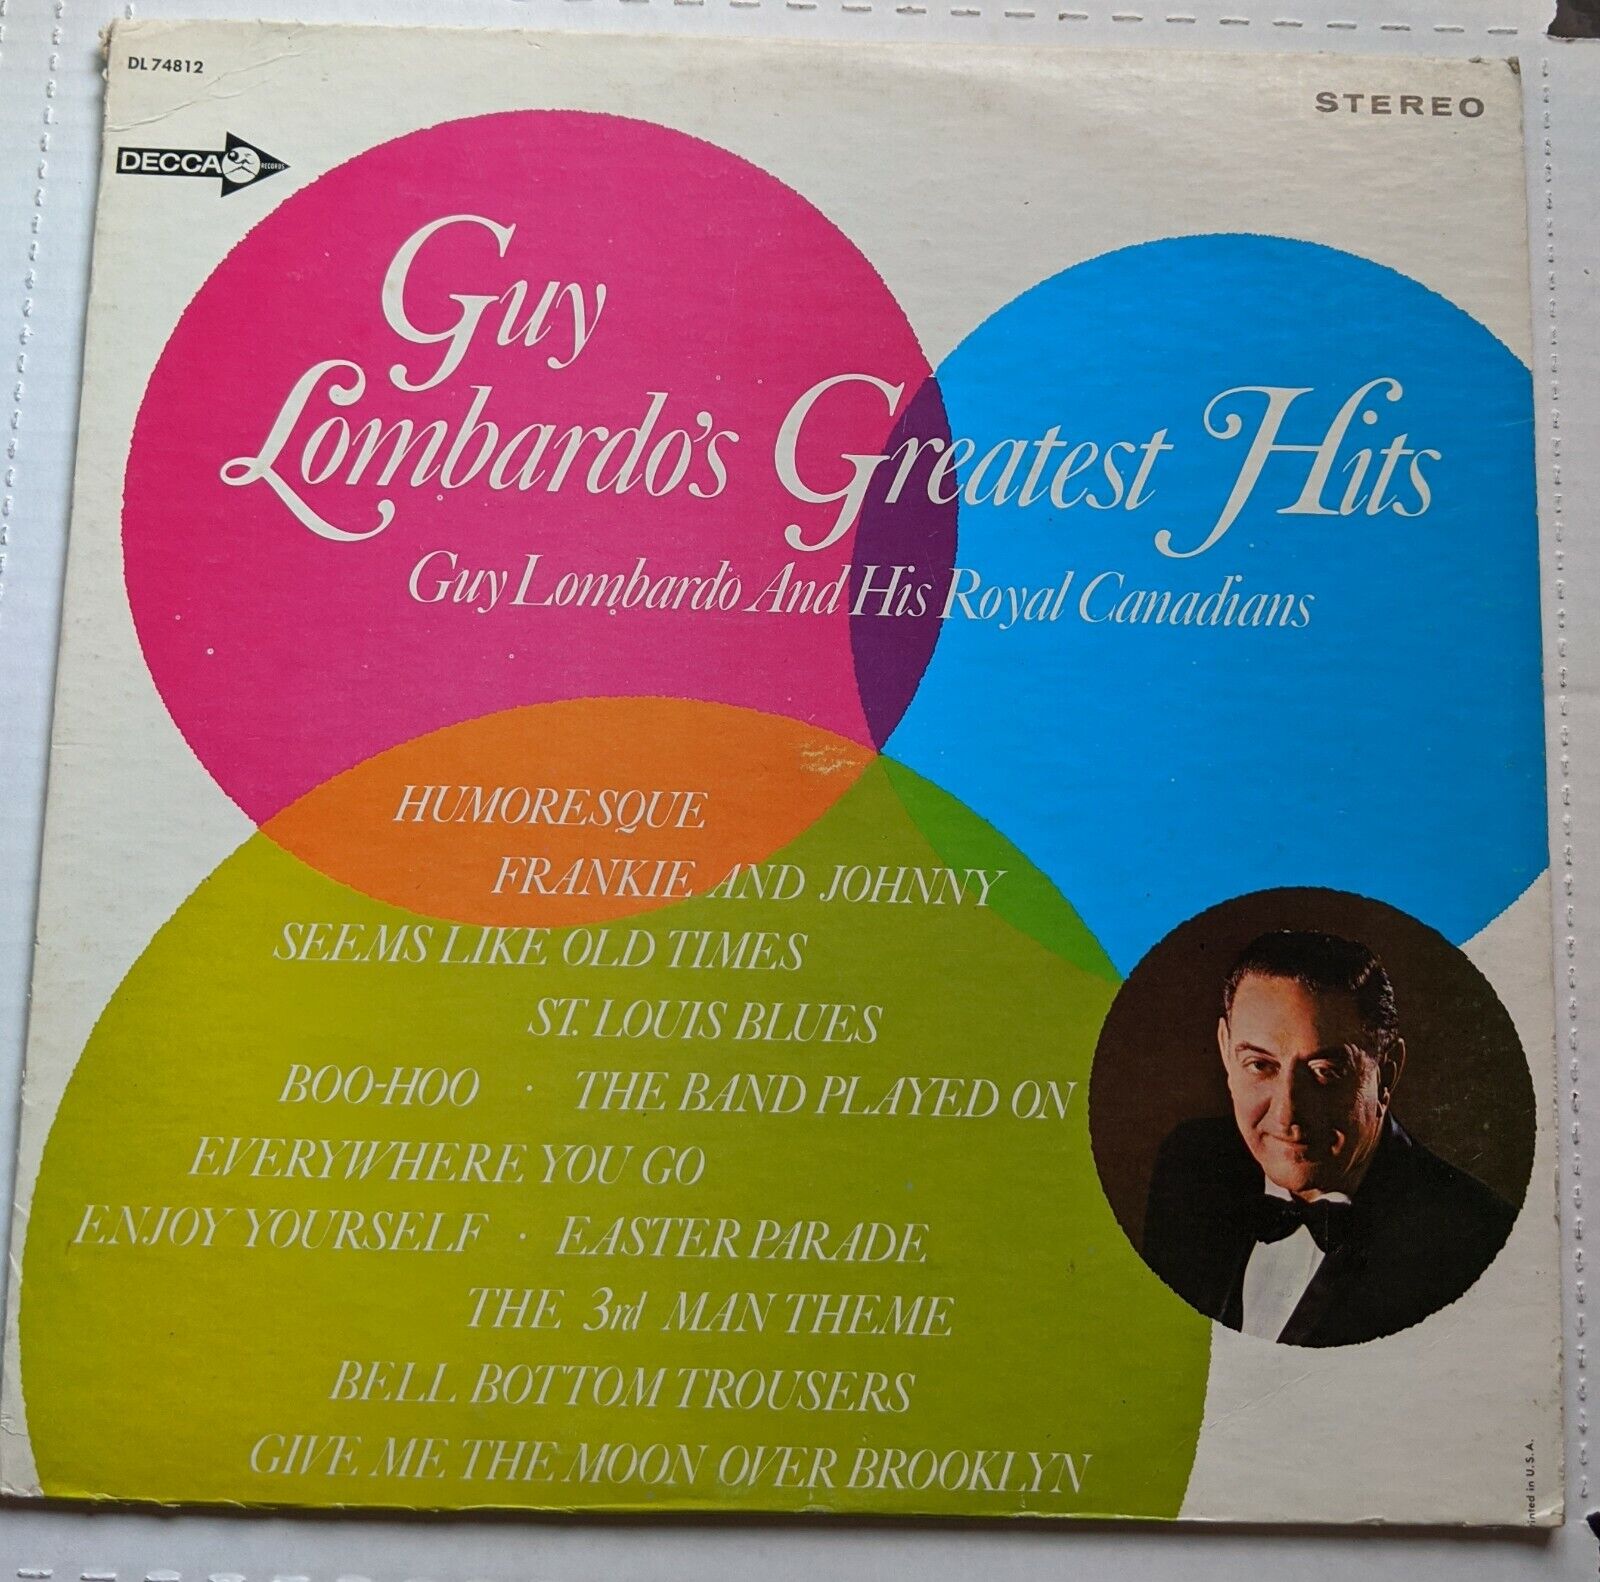 DL 74812
STEREO
DECCA RECORDS
Guy
Lombardo's Greatest Hits
Guy Lombardo And His Royal Canadians
HUMORESQUE
FRANKIE AND JOHNNY
SEEMS LIKE OLD TIMES
ST. LOUIS BLUES
BOO-HOO · THE BAND PLAYED ON
EVERYWHERE YOU GO
ENJOY YOURSELF · EASTER PARADE
THE 3rd MAN THEME
BELL BOTTOM TROUSERS
GIVE ME THE MOON OVER BROOKLYN
rinted in U.S.A.